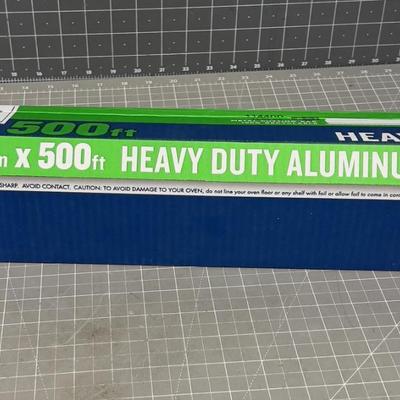 500ft
HEA
n x 500ft HEAVY DUTY ALUMINU
SHARP. AVOID CONTACT. CAUTION: TO AVOID DAMAGE TO YOUR OVEN, do not line your oven floor or any shelf with foil or allow foil to come in cont